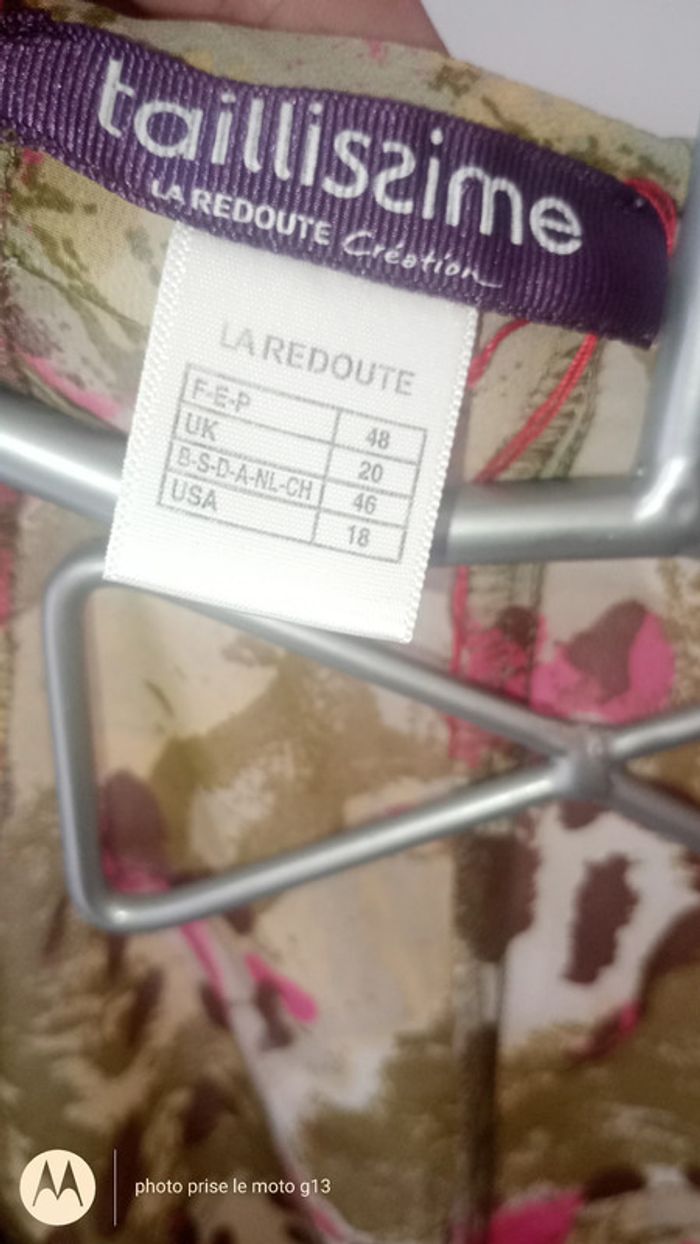 taillissime
LA REDOUTE Création
LA REDOUTE
F-E-P 48
UK 20
B-S-D-A-NL-CH 46
USA 18
photo prise le moto g13